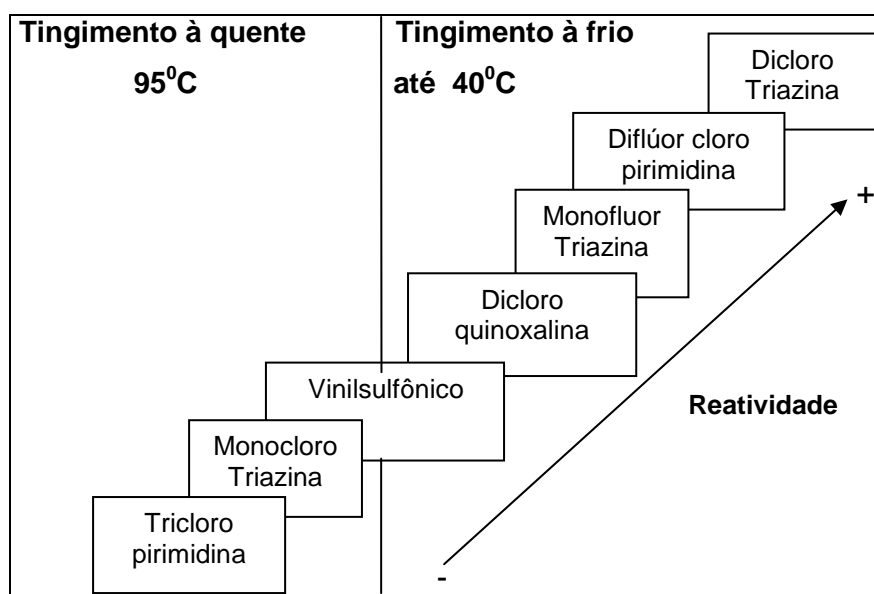 Tingimento à quente
95⁰C
Tingimento à frio
até 40⁰C
Dicloro
Triazina
Diflúor cloro
pirimidina
+
Monofluor
Triazina
Dicloro
quinoxalina
Vinilsulfônico
Reatividade
Monocloro
Triazina
Tricloro
pirimidina
-